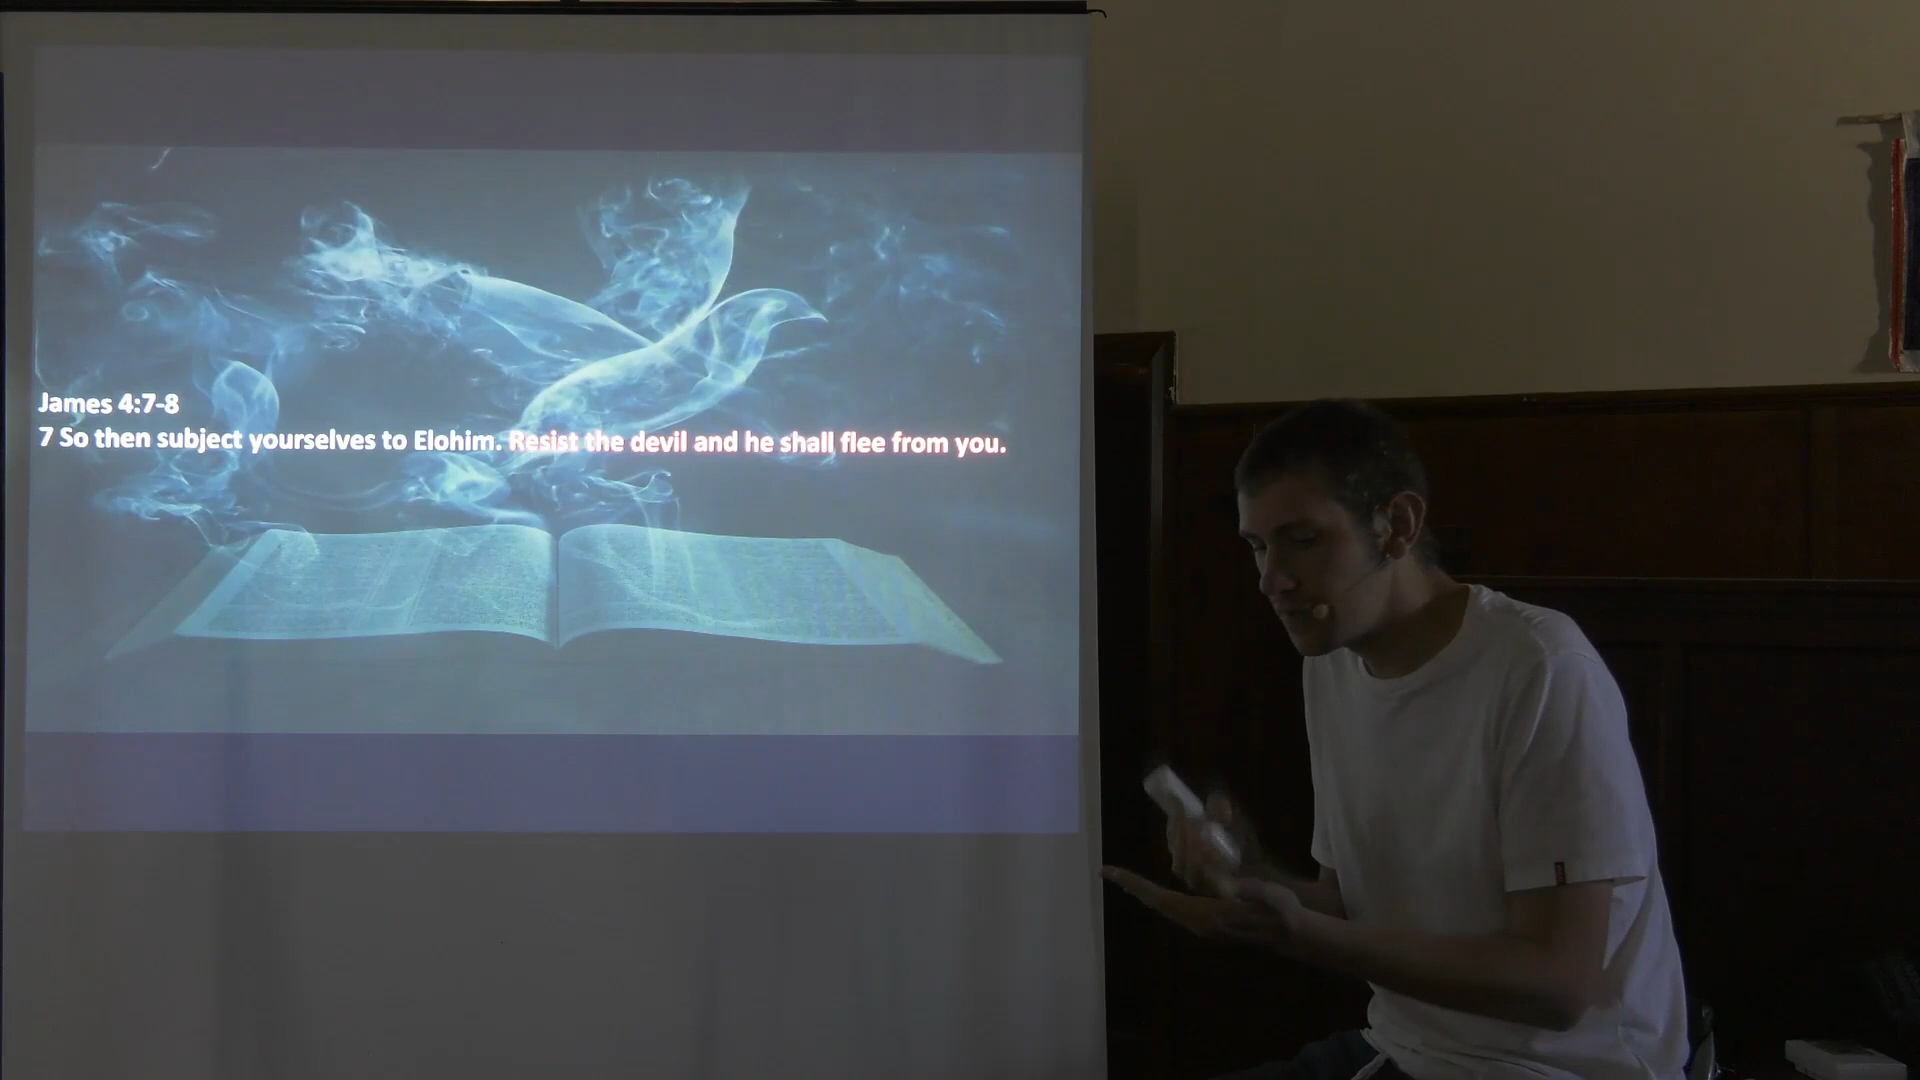 James 4:7-8
7 So then subject yourselves to Elohim. Resist the devil and he shall flee from you.